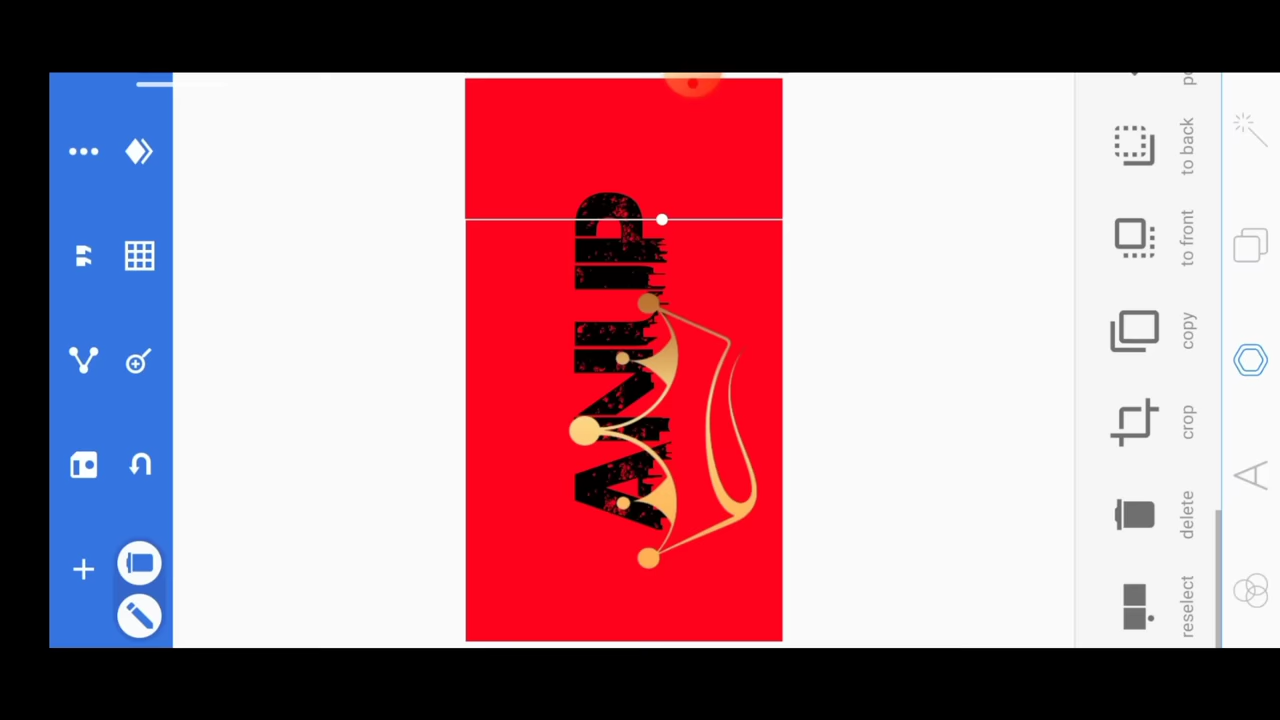 ANUP
to back
to front
copy
crop
delete
reselect